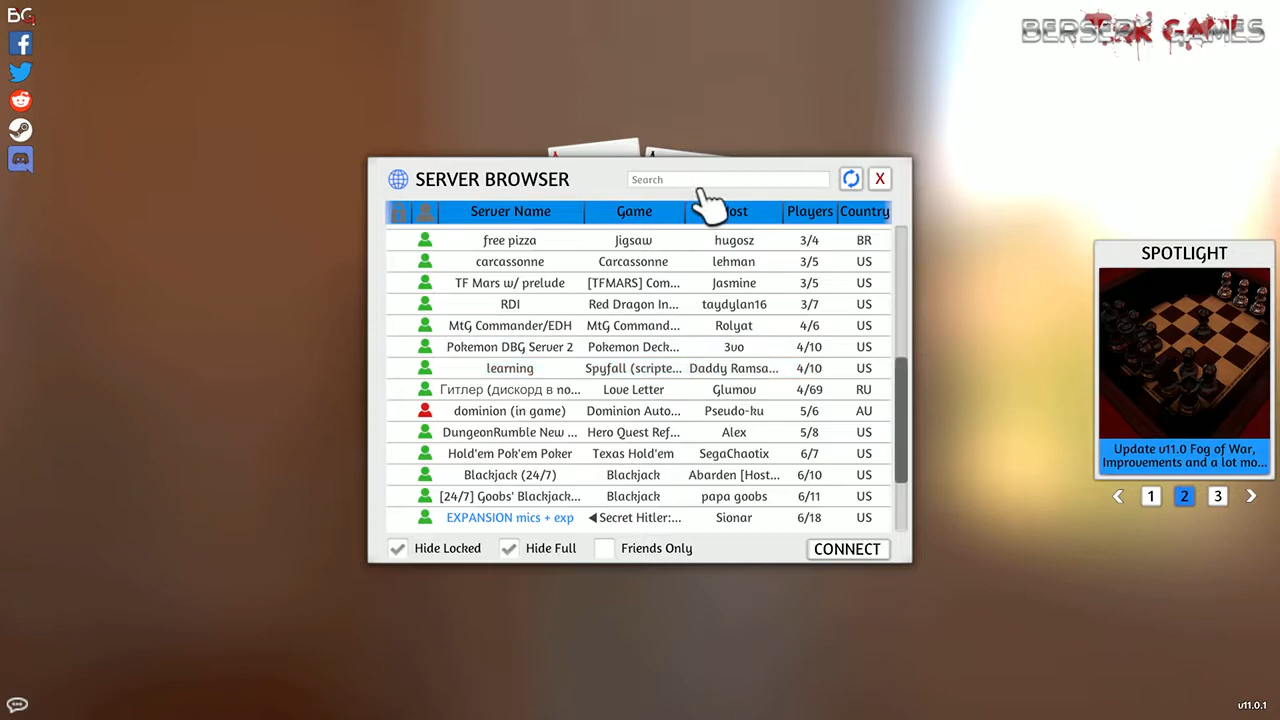 BG
BERSERK GAMES
SERVER BROWSER
Search
X
Server Name Game Players Country
free pizza Jigsaw hugosz 3/4 BR
carcassonne Carcassonne lehman 3/5 US
TF Mars w/ prelude [TFMARS] Com... Jasmine 3/5 US
RDI Red Dragon In... taydylan16 3/7 US
MtG Commander/EDH MtG Command... Rolyat 4/6 US
Pokemon DBG Server 2 Pokemon Deck... 3vo 4/10 US
learning Spyfall (scripte... Daddy Ramsa... 4/10 US
Гитлер (дискорд в по... Love Letter Glumov 4/69 RU
dominion (in game) Dominion Auto... Pseudo-ku 5/6 AU
DungeonRumble New ... Hero Quest Ref... Alex 5/8 US
Hold'em Pok'em Poker Texas Hold'em SegaChaotix 6/7 US
Blackjack (24/7) Blackjack Abarden [Host... 6/10 US
[24/7] Goobs' Blackjack... Blackjack papa goobs 6/11 US
EXPANSION mics + exp ◀Secret Hitler:... Sionar 6/18 US
Hide Locked Hide Full Friends Only CONNECT
SPOTLIGHT
Update v11.0 Fog of War,
Improvements and a lot mo...
1 2 3
v11.0.1